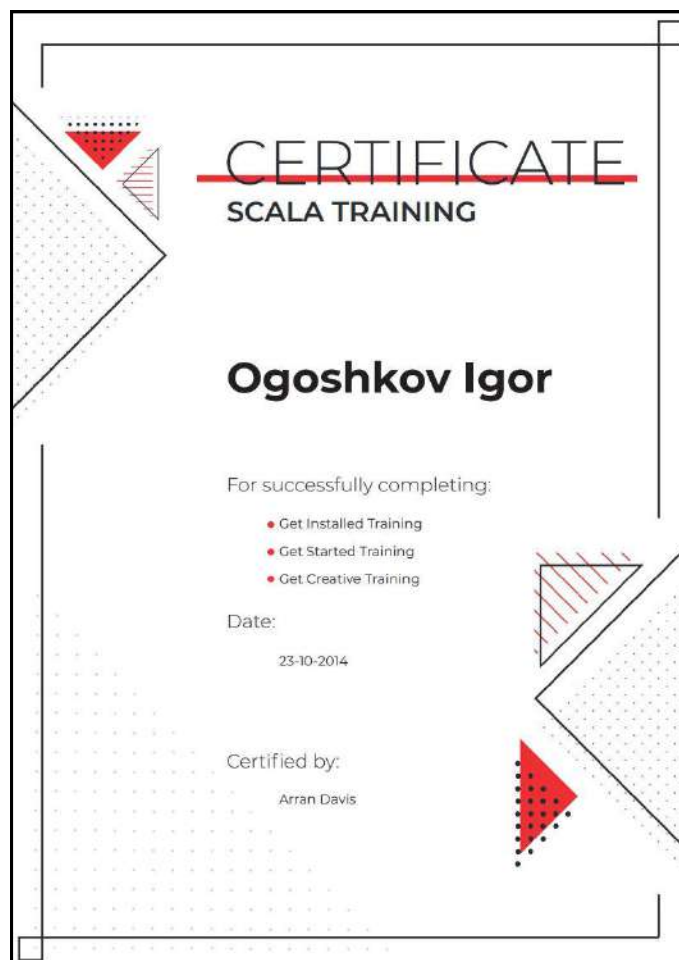 CERTIFICATE
SCALA TRAINING
Ogoshkov Igor
For successfully completing:
Get Installed Training
Get Started Training
Get Creative Training
Date:
23-10-2014
Certified by:
Arran Davis